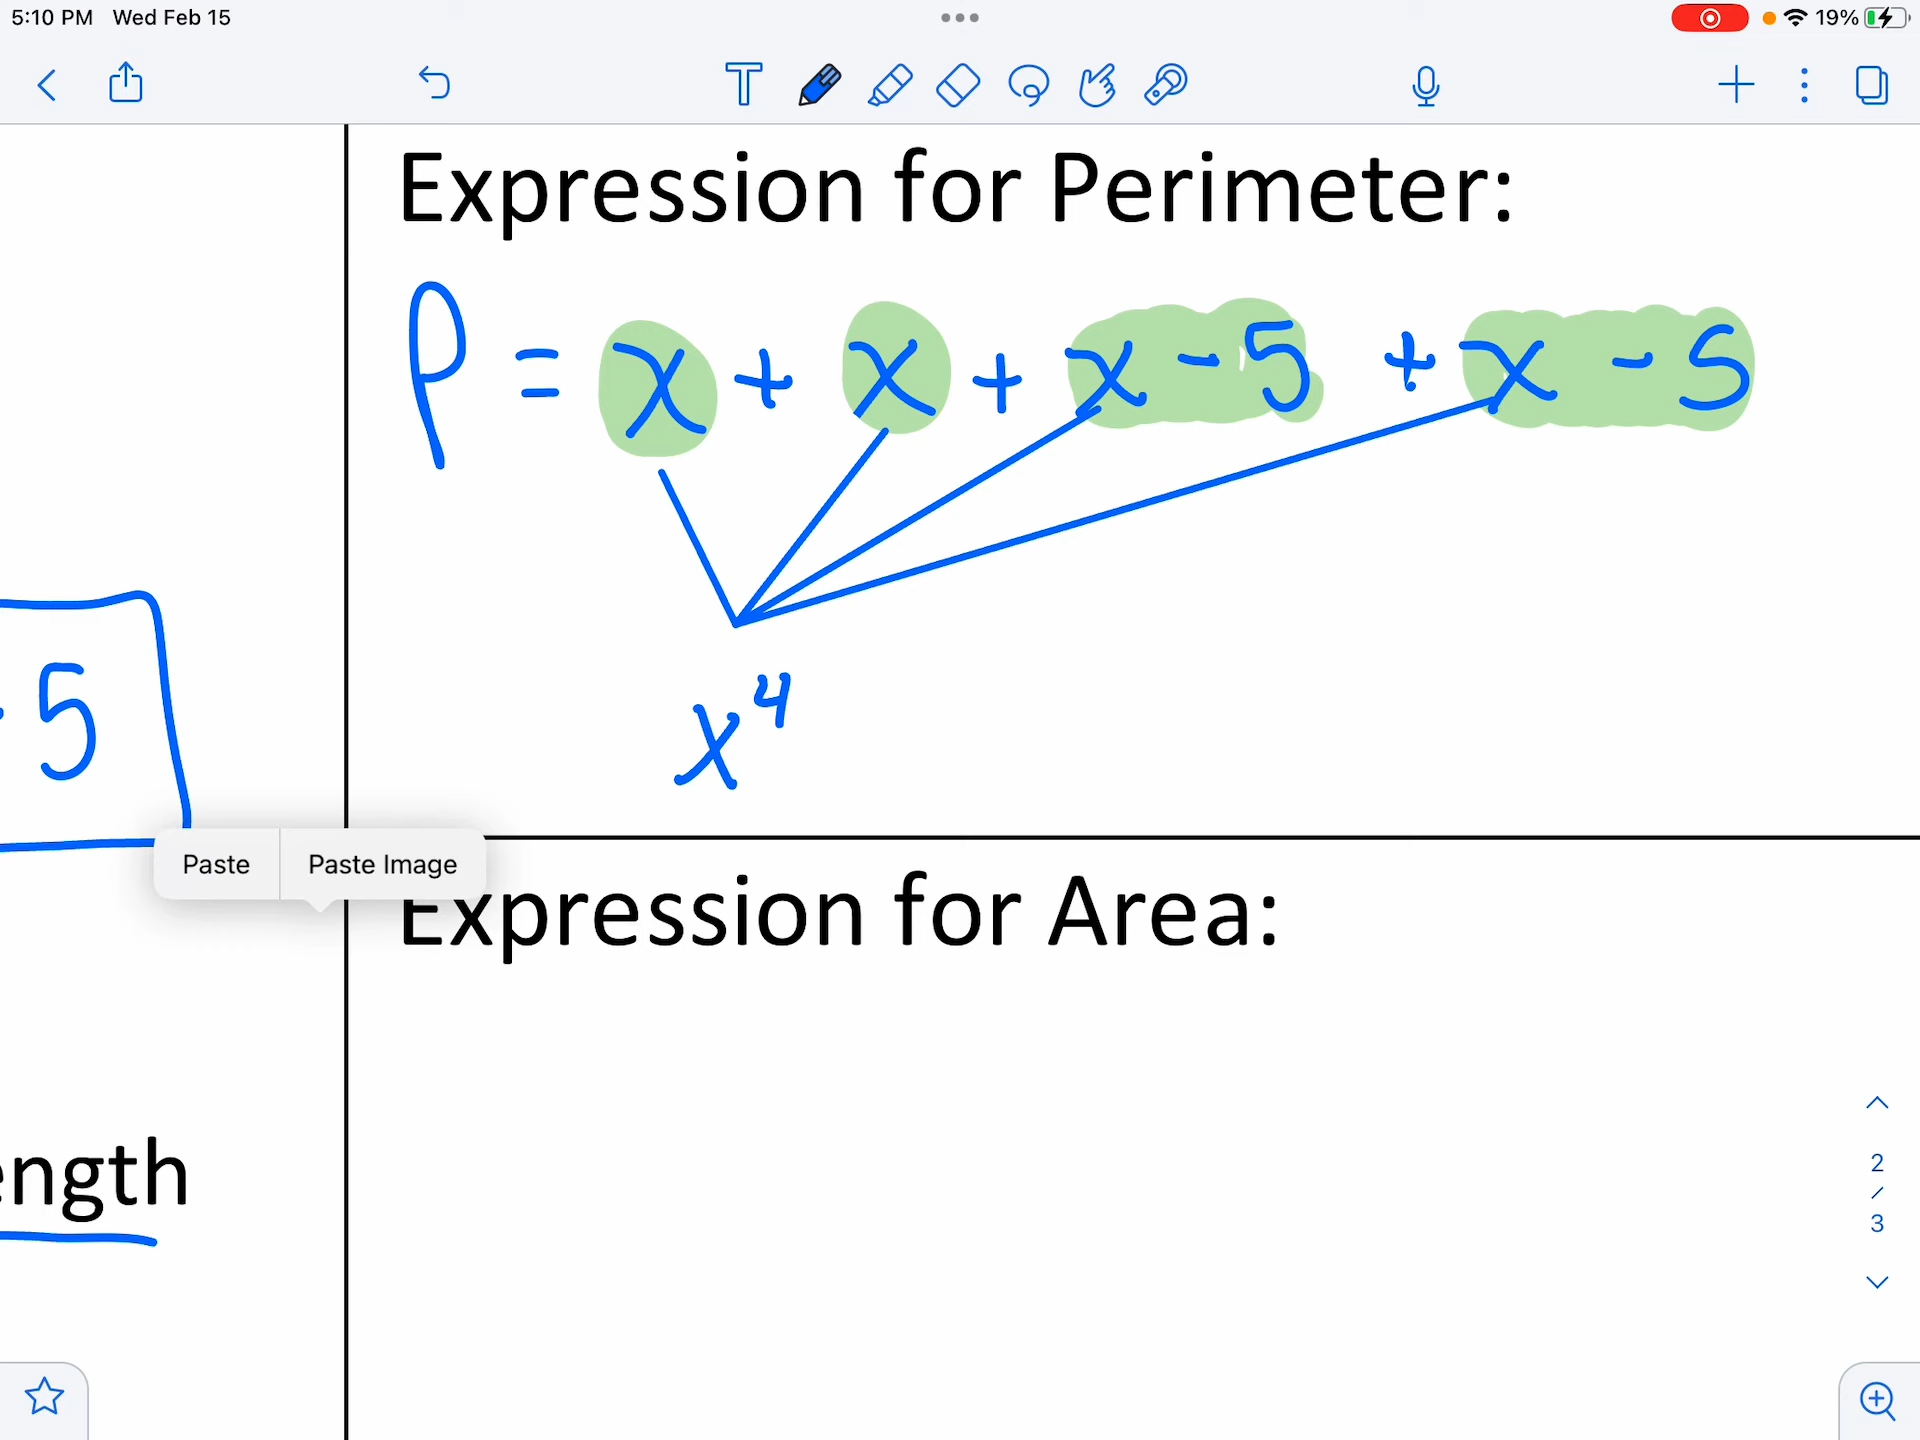 5:10 PM Wed Feb 15
19%
Expression for Perimeter:
P = x + x + x - 5 + x - 5
x⁴
5
Paste Paste Image
Expression for Area:
ength
2
/
3